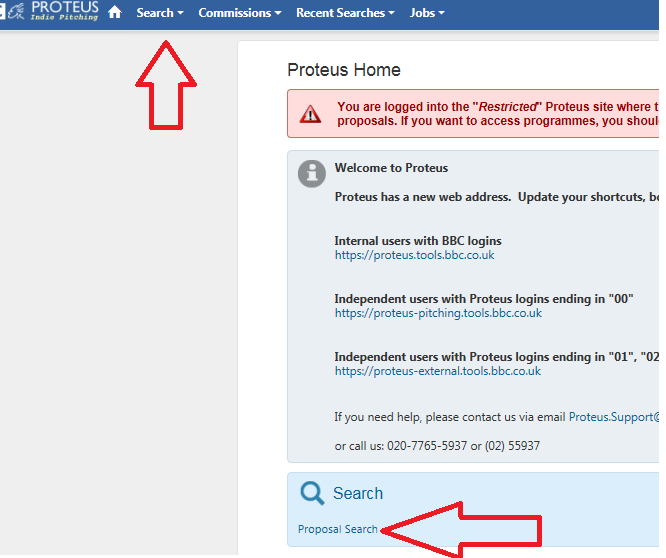 PROTEUS
Indie Pitching
Search
Commissions
Recent Searches
Jobs
Proteus Home
You are logged into the "Restricted" Proteus site where
proposals. If you want to access programmes, you
Welcome to Proteus
Proteus has a new web address. Update your shortcuts,
Internal users with BBC logins
https://proteus.tools.bbc.co.uk
Independent users with Proteus logins ending in "00"
https://proteus-pitching.tools.bbc.co.uk
Independent users with Proteus logins ending in "01", "02
https://proteus-external.tools.bbc.co.uk
If you need help, please contact us via email Proteus.Support@
or call us: 020-7765-5937 or (02) 55937
Search
Proposal Search